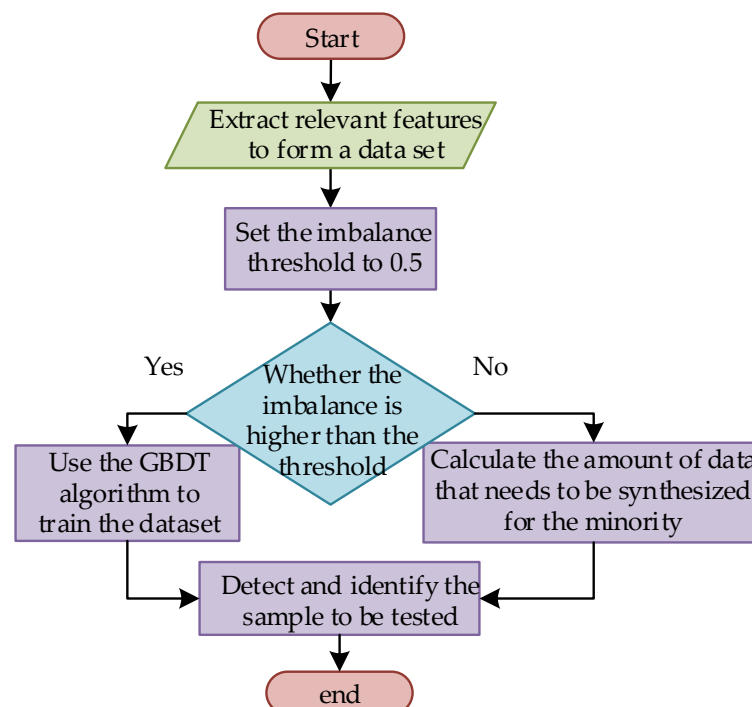 Start
Extract relevant features
to form a data set
Set the imbalance
threshold to 0.5
Yes
No
Whether the
imbalance is
higher than the
threshold
Use the GBDT
algorithm to
train the dataset
Calculate the amount of data
that needs to be synthesized
for the minority
Detect and identify the
sample to be tested
end